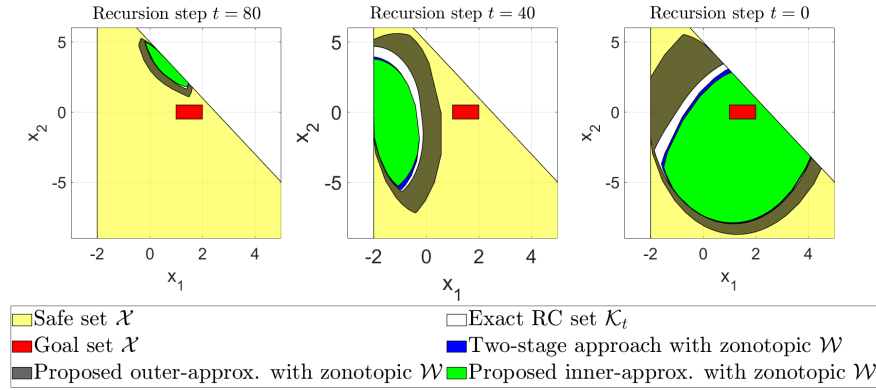 Recursion step t = 80
Recursion step t = 40
Recursion step t = 0
5
0
-5
x₂
-2
0
2
4
x₁
5
0
-5
x₂
-2
0
2
4
x₁
5
0
-5
x₂
-2
0
2
4
x₁
Safe set 𝒳
Exact RC set 𝒦ₜ
Goal set 𝒳
Two-stage approach with zonotopic 𝒲
Proposed outer-approx. with zonotopic 𝒲
Proposed inner-approx. with zonotopic 𝒲